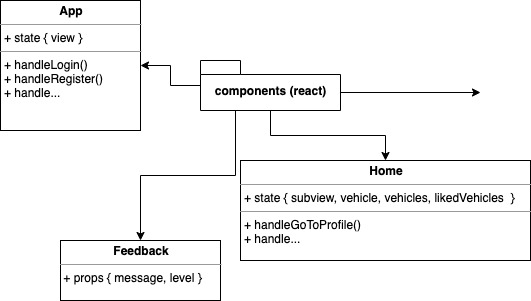 App
+ state { view }
+ handleLogin()
+ handleRegister()
+ handle...
components (react)
Home
+ state { subview, vehicle, vehicles, likedVehicles }
+ handleGoToProfile()
+ handle...
Feedback
+ props { message, level }